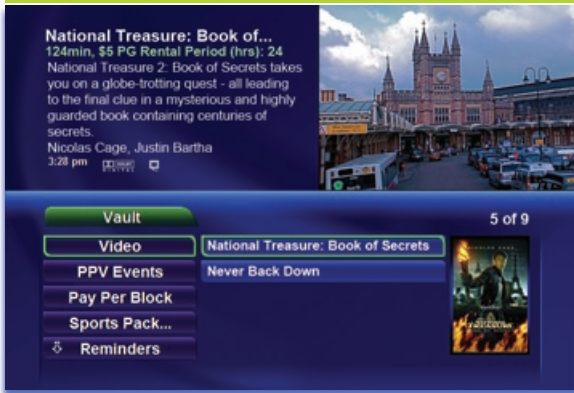 National Treasure: Book of...
124min, $5 PG Rental Period (hrs): 24
National Treasure 2: Book of Secrets takes
you on a globe-trotting quest - all leading
to the final clue in a mysterious and highly
guarded book containing centuries of
secrets.
Nicolas Cage, Justin Bartha
3:28 pm
Vault
5 of 9
Video
National Treasure: Book of Secrets
PPV Events
Never Back Down
Pay Per Block
Sports Pack...
Reminders